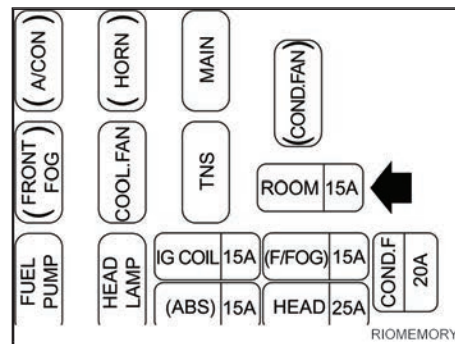 (A/CON)
(HORN)
MAIN
(COND.FAN)
(FRONT
FOG)
COOL.FAN
TNS
ROOM 15A
FUEL
PUMP
HEAD
LAMP
IG COIL 15A
(F/FOG) 15A
COND.F 20A
(ABS) 15A
HEAD 25A
RIOMEMORY